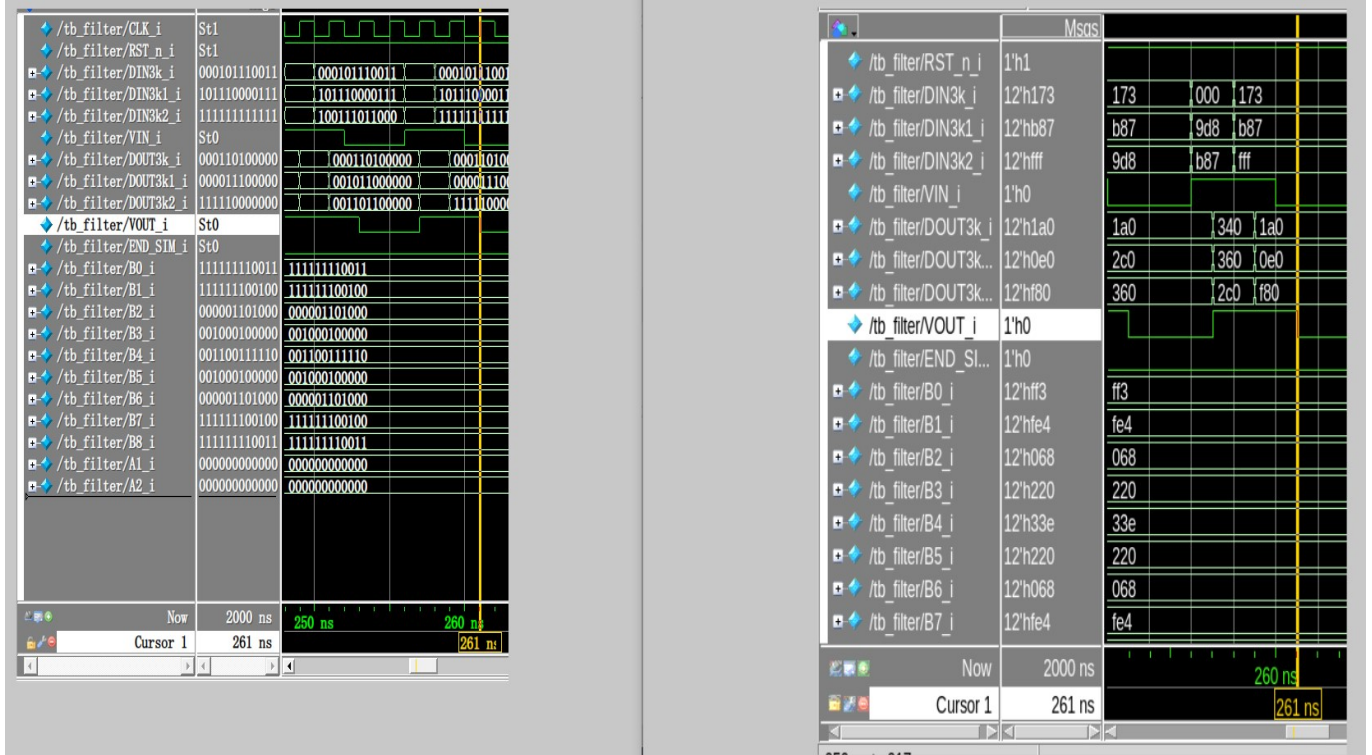 /tb_filter/CLK_i St1
/tb_filter/RST_n_i St1
/tb_filter/DIN3k_i 000101110011 000101110011
/tb_filter/DIN3k1_i 101110000111 101110000111
/tb_filter/DIN3k2_i 111111111111 100111011000
/tb_filter/VIN_i St0
/tb_filter/DOUT3k_i 000110100000 000110100000
/tb_filter/DOUT3k1_i 000011100000 001011000000
/tb_filter/DOUT3k2_i 111110000000 001101100000
/tb_filter/VOUT_i St0
/tb_filter/END_SIM_i St0
/tb_filter/B0_i 111111110011 111111110011
/tb_filter/B1_i 111111100100 111111100100
/tb_filter/B2_i 000001101000 000001101000
/tb_filter/B3_i 001000100000 001000100000
/tb_filter/B4_i 001100111110 001100111110
/tb_filter/B5_i 001000100000 001000100000
/tb_filter/B6_i 000001101000 000001101000
/tb_filter/B7_i 111111100100 111111100100
/tb_filter/B8_i 111111110011 111111110011
/tb_filter/A1_i 000000000000 000000000000
/tb_filter/A2_i 000000000000 000000000000
Now 2000 ns 250 ns 260 ns
Cursor 1 261 ns 261 ns
Msgs
/tb_filter/RST_n_i 1'h1
/tb_filter/DIN3k_i 12'h173 173 000 173
/tb_filter/DIN3k1_i 12'hb87 b87 9d8 b87
/tb_filter/DIN3k2_i 12'hfff 9d8 b87 fff
/tb_filter/VIN_i 1'h0
/tb_filter/DOUT3k_i 12'h1a0 1a0 340 1a0
/tb_filter/DOUT3k... 12'h0e0 2c0 360 0e0
/tb_filter/DOUT3k... 12'hf80 360 2c0 f80
/tb_filter/VOUT_i 1'h0
/tb_filter/END_SI... 1'h0
/tb_filter/B0_i 12'hff3 ff3
/tb_filter/B1_i 12'hfe4 fe4
/tb_filter/B2_i 12'h068 068
/tb_filter/B3_i 12'h220 220
/tb_filter/B4_i 12'h33e 33e
/tb_filter/B5_i 12'h220 220
/tb_filter/B6_i 12'h068 068
/tb_filter/B7_i 12'hfe4 fe4
Now 2000 ns 260 ns
Cursor 1 261 ns 261 ns